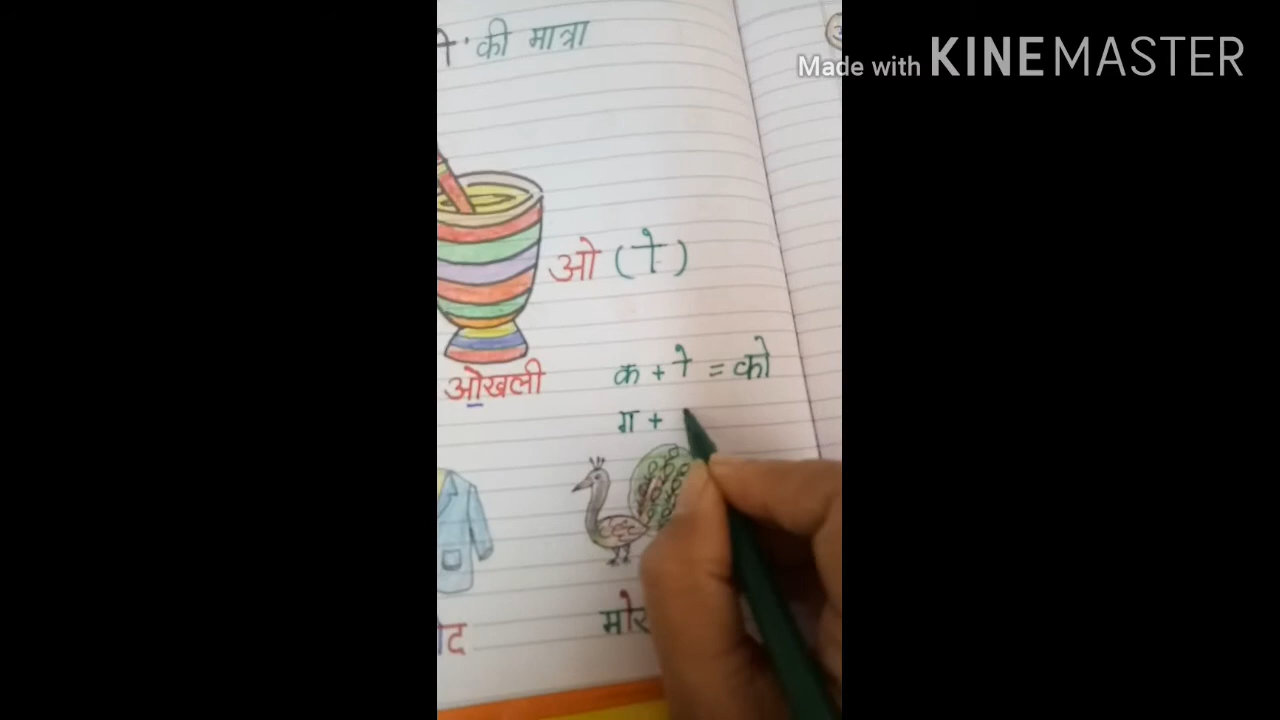 Made with KINEMASTER
ो' की मात्रा
ओ ( ो )
ओखली
क + ो = को
ग +
मोर